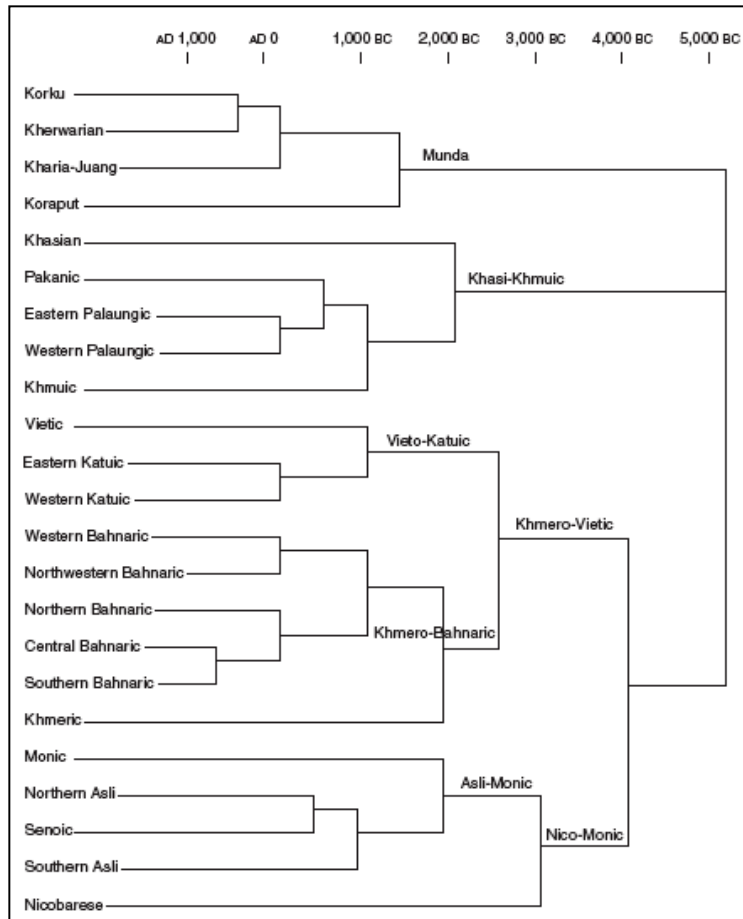 AD 1,000 AD 0 1,000 BC 2,000 BC 3,000 BC 4,000 BC 5,000 BC
Korku
Kherwarian
Munda
Kharia-Juang
Koraput
Khasian
Pakanic
Khasi-Khmuic
Eastern Palaungic
Western Palaungic
Khmuic
Vietic
Vieto-Katuic
Eastern Katuic
Western Katuic
Khmero-Vietic
Western Bahnaric
Northwestern Bahnaric
Northern Bahnaric
Khmero-Bahnaric
Central Bahnaric
Southern Bahnaric
Khmeric
Monic
Asli-Monic
Northern Asli
Senoic
Nico-Monic
Southern Asli
Nicobarese